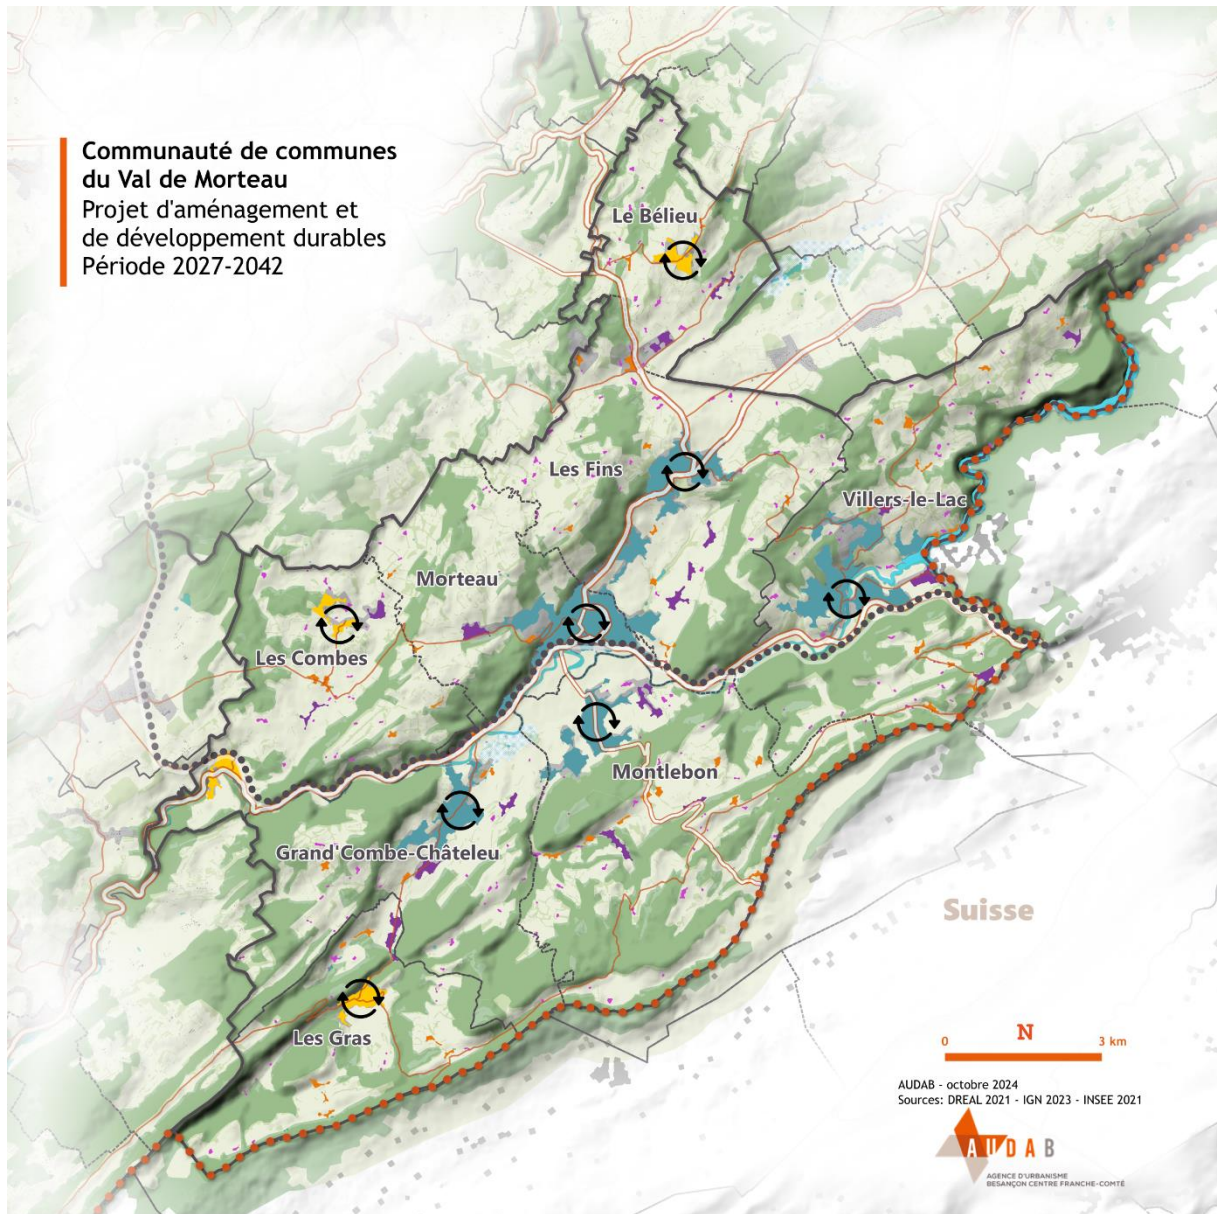 Communauté de communes
du Val de Morteau
Projet d'aménagement et
de développement durables
Période 2027-2042
Le Bélieu
Les Fins
Villers-le-Lac
Morteau
Les Combes
Montlebon
Grand'Combe-Châteleu
Suisse
Les Gras
N
0 3 km
AUDAB - octobre 2024
Sources: DREAL 2021 - IGN 2023 - INSEE 2021
AUDAB
AGENCE D'URBANISME
BESANÇON CENTRE FRANCHE-COMTÉ